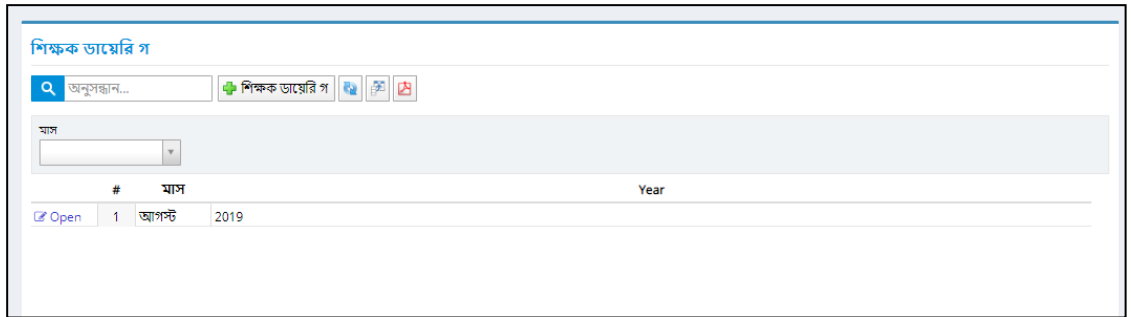 শিক্ষক ডায়েরি গ
অনুসন্ধান... শিক্ষক ডায়েরি গ
মাস
# মাস Year
Open 1 আগস্ট 2019